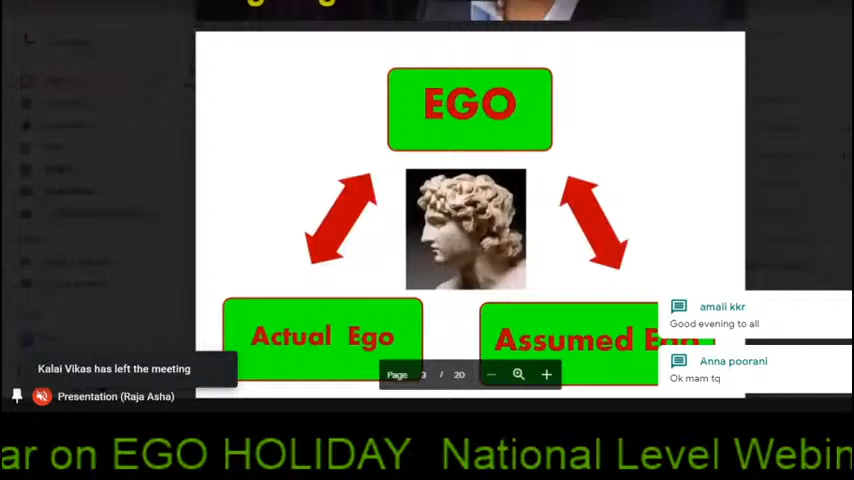 EGO
Actual Ego
Assumed Ego
amali kkr
Good evening to all
Anna poorani
Ok mam tq
Kalai Vikas has left the meeting
Page 3 / 20
Presentation (Raja Asha)
ar on EGO HOLIDAY National Level Webin